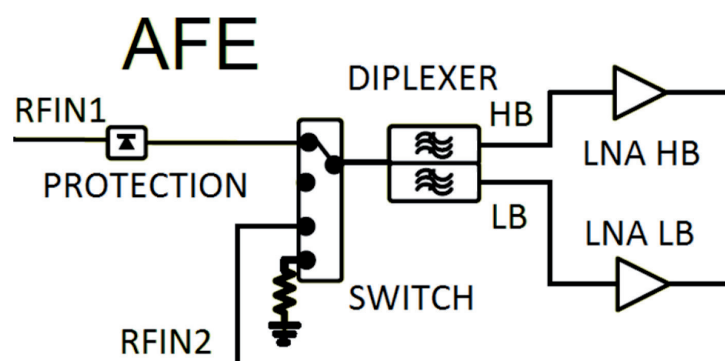 AFE
DIPLEXER
RFIN1
HB
PROTECTION
LNA HB
LB
LNA LB
SWITCH
RFIN2